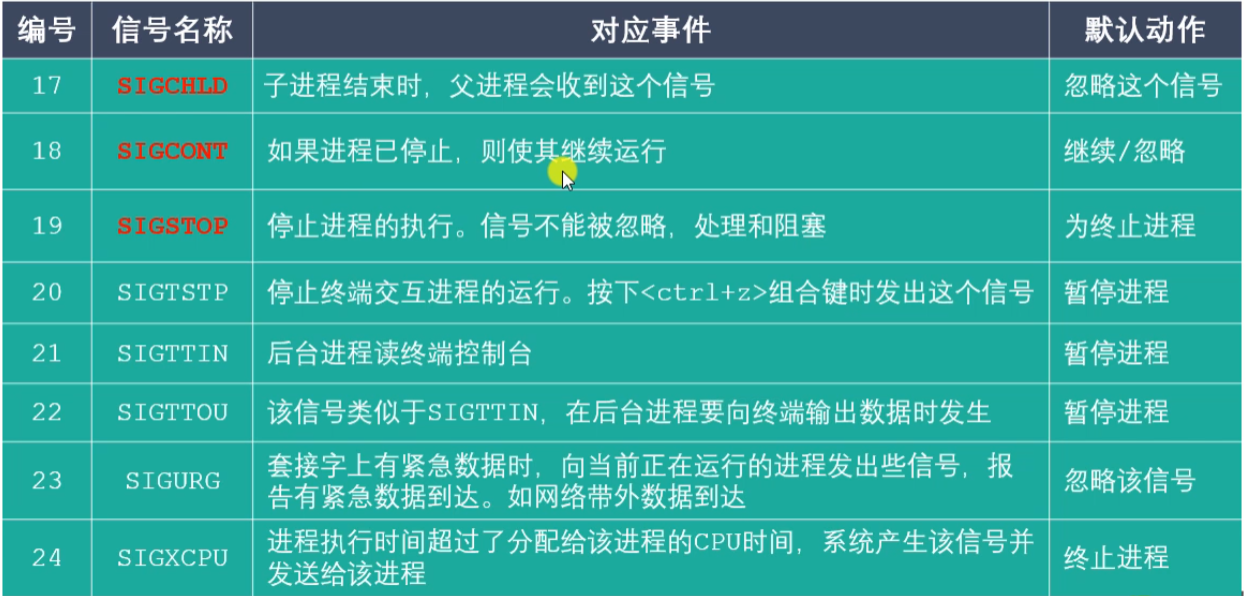 编号 信号名称 对应事件 默认动作
17 SIGCHLD 子进程结束时，父进程会收到这个信号 忽略这个信号
18 SIGCONT 如果进程已停止，则使其继续运行 继续/忽略
19 SIGSTOP 停止进程的执行。信号不能被忽略，处理和阻塞 为终止进程
20 SIGTSTP 停止终端交互进程的运行。按下<ctrl+z>组合键时发出这个信号 暂停进程
21 SIGTTIN 后台进程读终端控制台 暂停进程
22 SIGTTOU 该信号类似于SIGTTIN，在后台进程要向终端输出数据时发生 暂停进程
23 SIGURG 套接字上有紧急数据时，向当前正在运行的进程发出些信号，报
告有紧急数据到达。如网络带外数据到达 忽略该信号
24 SIGXCPU 进程执行时间超过了分配给该进程的CPU时间，系统产生该信号并
发送给该进程 终止进程